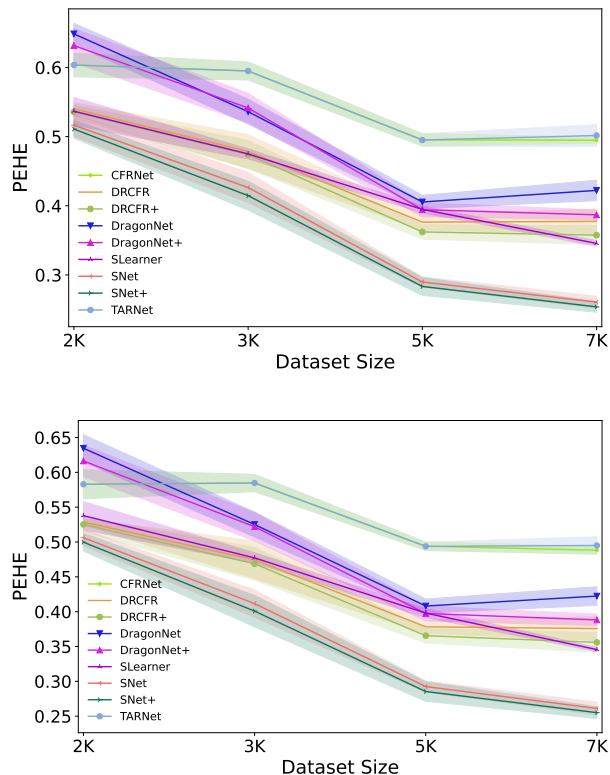 0.6
0.5
0.4
0.3
PEHE
CFRNet
DRCFR
DRCFR+
DragonNet
DragonNet+
SLearner
SNet
SNet+
TARNet
2K 3K 5K 7K
Dataset Size
0.65
0.60
0.55
0.50
0.45
0.40
0.35
0.30
0.25
PEHE
CFRNet
DRCFR
DRCFR+
DragonNet
DragonNet+
SLearner
SNet
SNet+
TARNet
2K 3K 5K 7K
Dataset Size